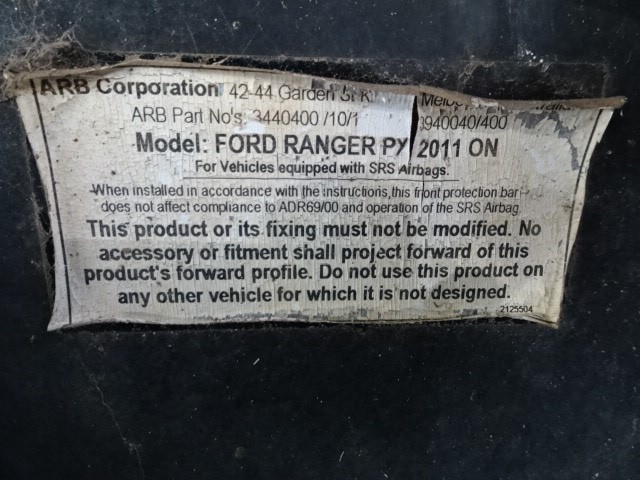 ARB Corporation 42-44 Garden St
ARB Part No's: 3440400 /10/1 3940040/400
Model: FORD RANGER PX 2011 ON
For Vehicles equipped with SRS Airbags.
When installed in accordance with the instructions, this front protection bar
does not affect compliance to ADR69/00 and operation of the SRS Airbag.
This product or its fixing must not be modified. No
accessory or fitment shall project forward of this
product's forward profile. Do not use this product on
any other vehicle for which it is not designed.
2125504